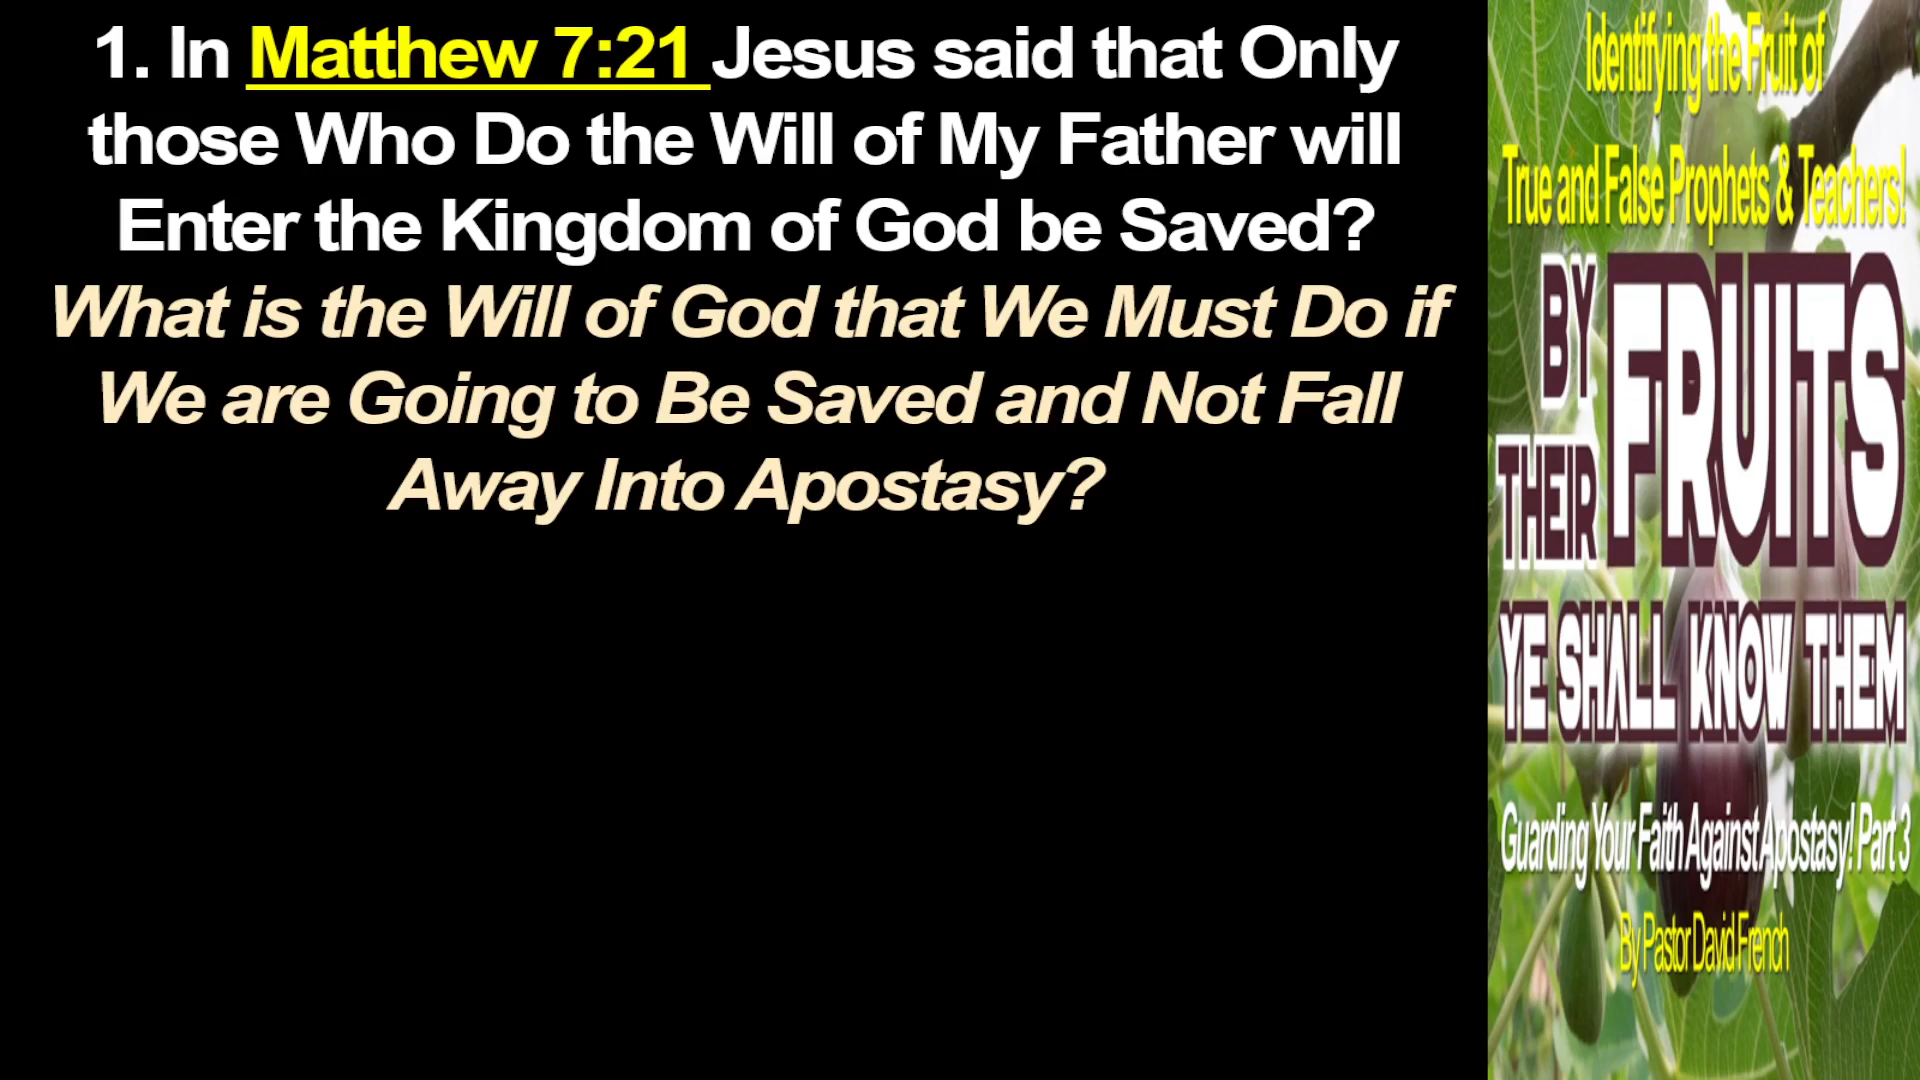 1. In Matthew 7:21 Jesus said that Only
those Who Do the Will of My Father will
Enter the Kingdom of God be Saved?
What is the Will of God that We Must Do if
We are Going to Be Saved and Not Fall
Away Into Apostasy?
Identifying the Fruit of
True and False Prophets & Teachers!
BY
THEIR FRUITS
YE SHALL KNOW THEM
Guarding Your Faith Against Apostasy! Part 3
By Pastor David French